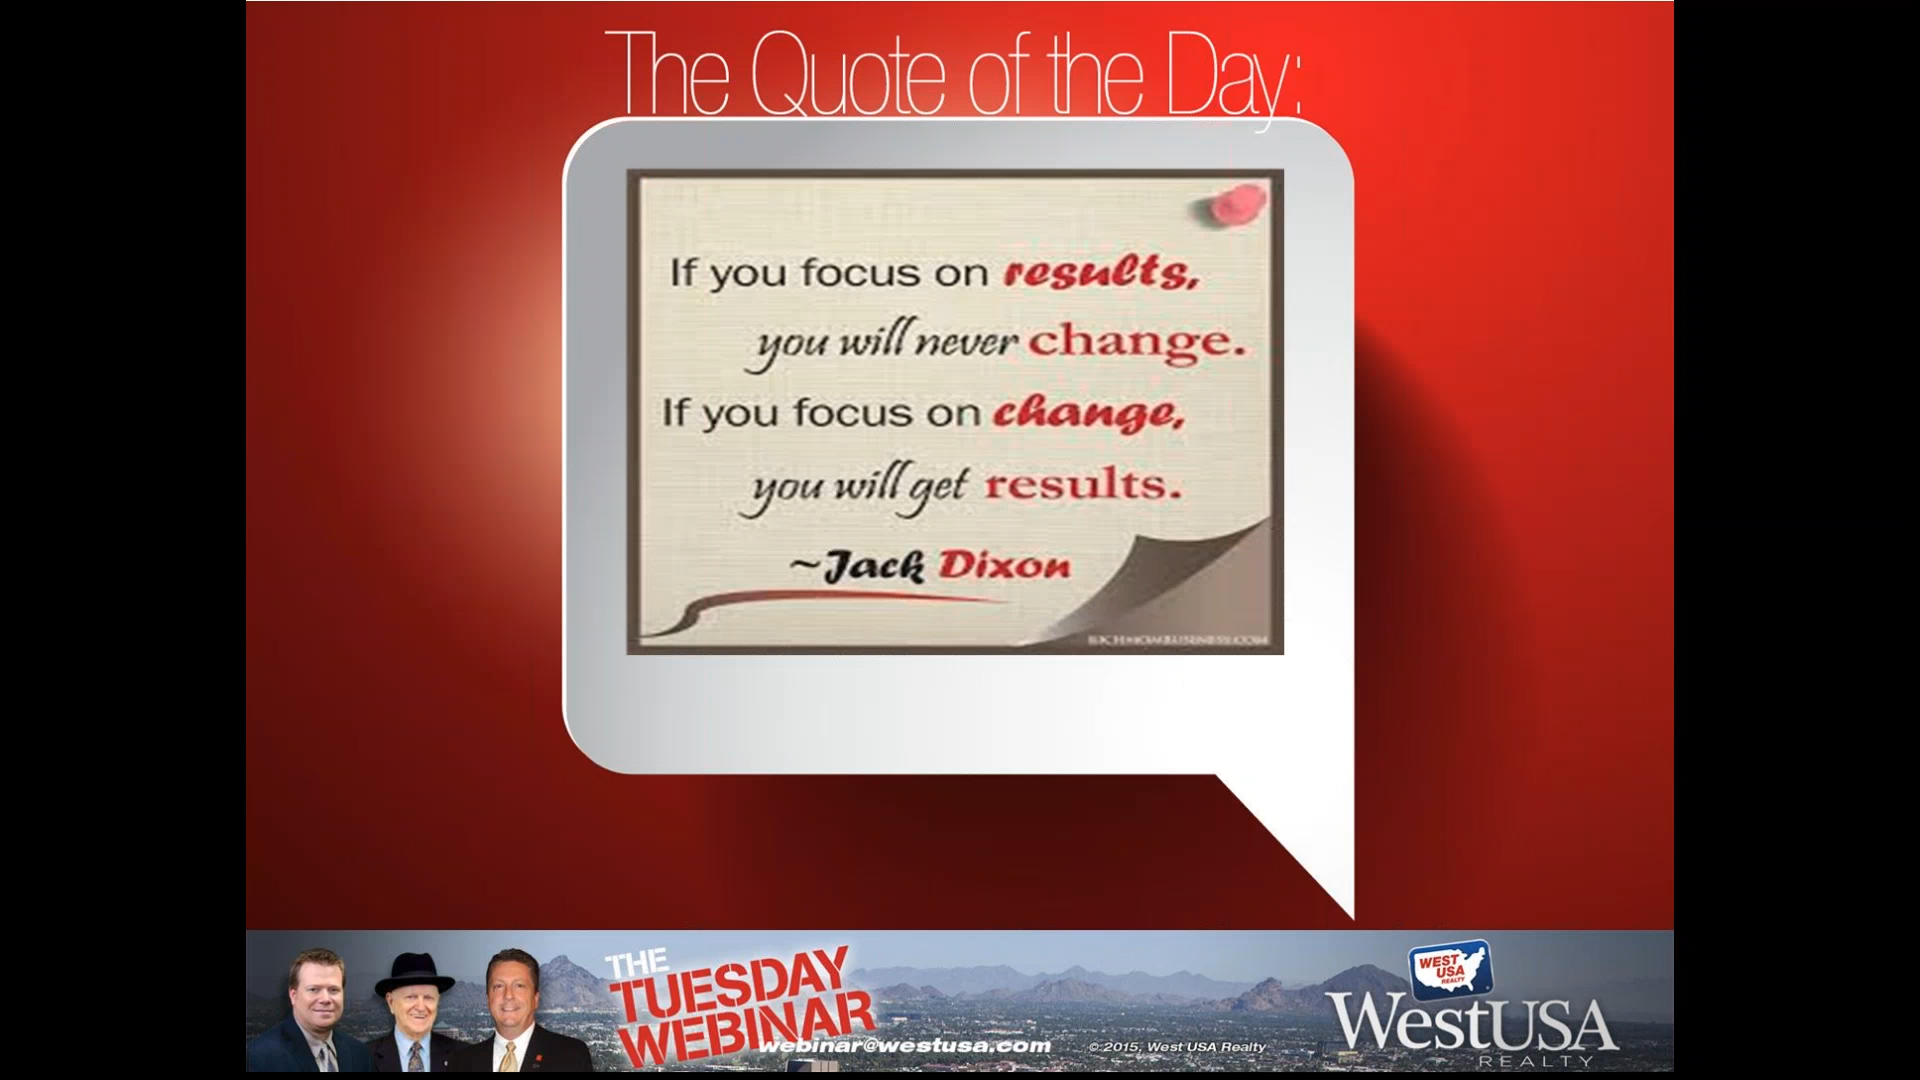 The Quote of the Day:
If you focus on results,
you will never change.
If you focus on change,
you will get results.
~Jack Dixon
THE
TUESDAY
WEBINAR
webinar@westusa.com
© 2015, West USA Realty
WEST
USA
REALTY
WestUSA
REALTY